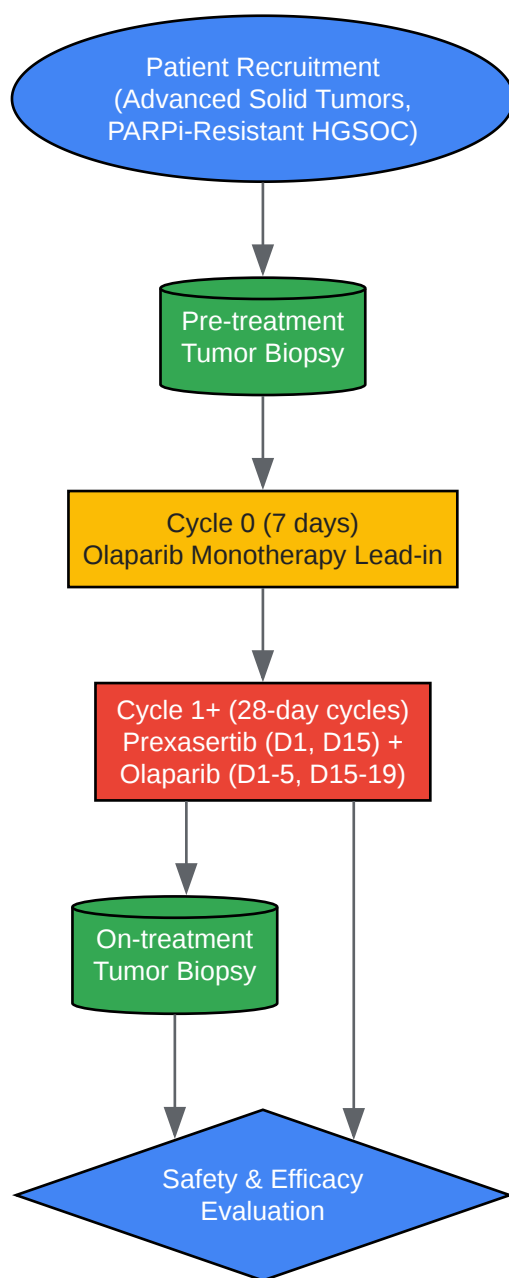 Patient Recruitment
(Advanced Solid Tumors,
PARPi-Resistant HGSOC)
Pre-treatment
Tumor Biopsy
Cycle 0 (7 days)
Olaparib Monotherapy Lead-in
Cycle 1+ (28-day cycles)
Prexasertib (D1, D15) +
Olaparib (D1-5, D15-19)
On-treatment
Tumor Biopsy
Safety & Efficacy
Evaluation